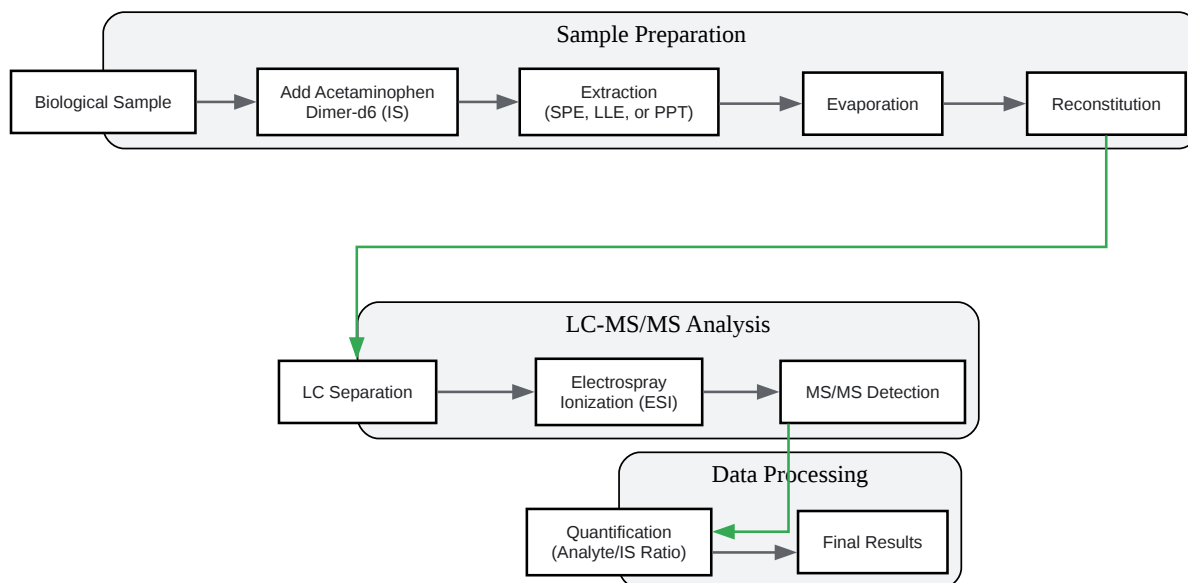 Sample Preparation
Biological Sample
Add Acetaminophen
Dimer-d6 (IS)
Extraction
(SPE, LLE, or PPT)
Evaporation
Reconstitution
LC-MS/MS Analysis
LC Separation
Electrospray
Ionization (ESI)
MS/MS Detection
Data Processing
Quantification
(Analyte/IS Ratio)
Final Results